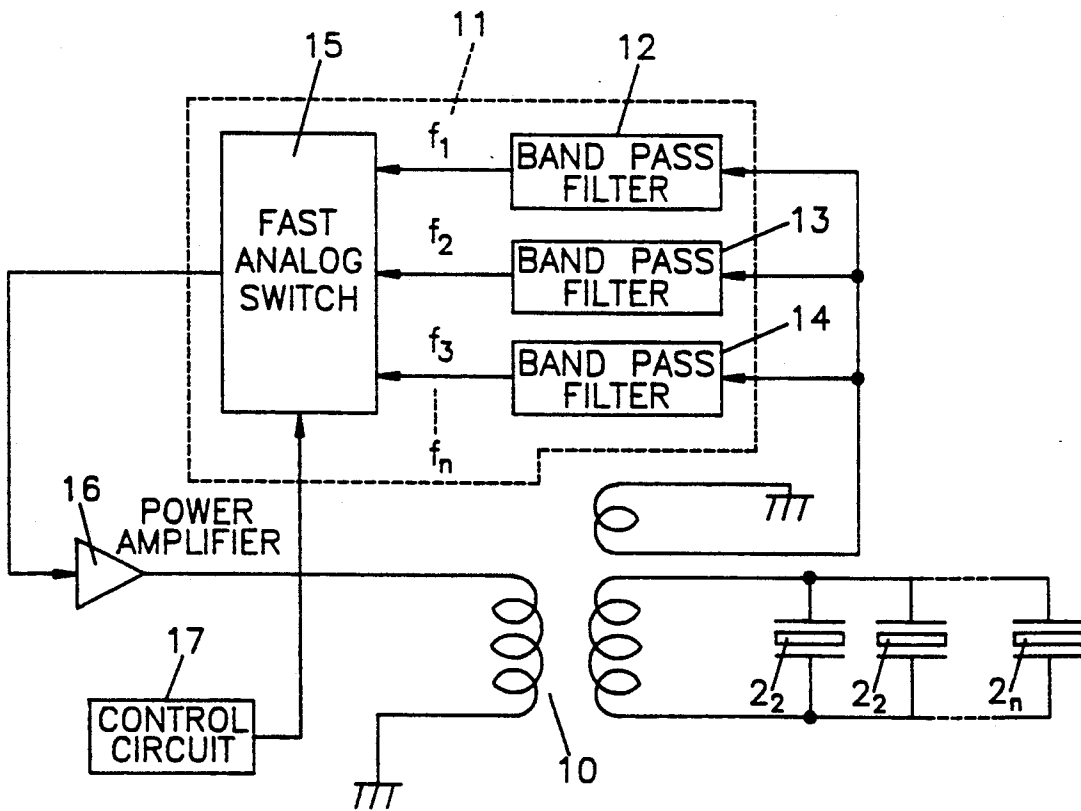 15
11
12
f1
BAND PASS
FILTER
FAST
ANALOG
SWITCH
f2
13
BAND PASS
FILTER
f3
14
BAND PASS
FILTER
fn
16
POWER
AMPLIFIER
17
CONTROL
CIRCUIT
10
22
22
2n